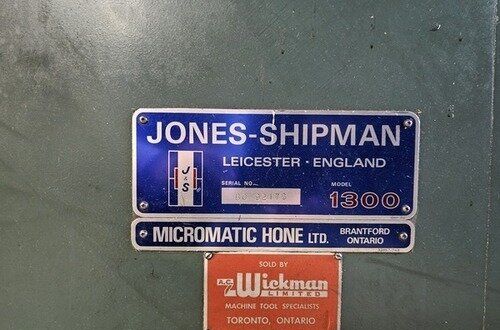 JONES-SHIPMAN
LEICESTER · ENGLAND
J
&
S
SERIAL NO.
MODEL
1300
MICROMATIC HONE LTD.
BRANTFORD
ONTARIO
SOLD BY
A.C.
Wickman
LIMITED
MACHINE TOOL SPECIALISTS
TORONTO, ONTARIO